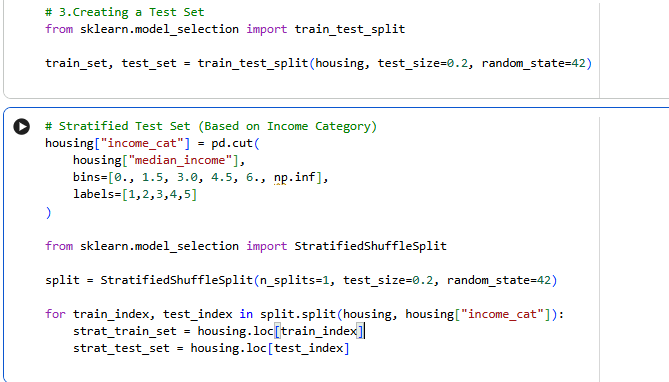 # 3.Creating a Test Set
from sklearn.model_selection import train_test_split
train_set, test_set = train_test_split(housing, test_size=0.2, random_state=42)
# Stratified Test Set (Based on Income Category)
housing["income_cat"] = pd.cut(
    housing["median_income"],
    bins=[0., 1.5, 3.0, 4.5, 6., np.inf],
    labels=[1,2,3,4,5]
)
from sklearn.model_selection import StratifiedShuffleSplit
split = StratifiedShuffleSplit(n_splits=1, test_size=0.2, random_state=42)
for train_index, test_index in split.split(housing, housing["income_cat"]):
    strat_train_set = housing.loc[train_index]
    strat_test_set = housing.loc[test_index]